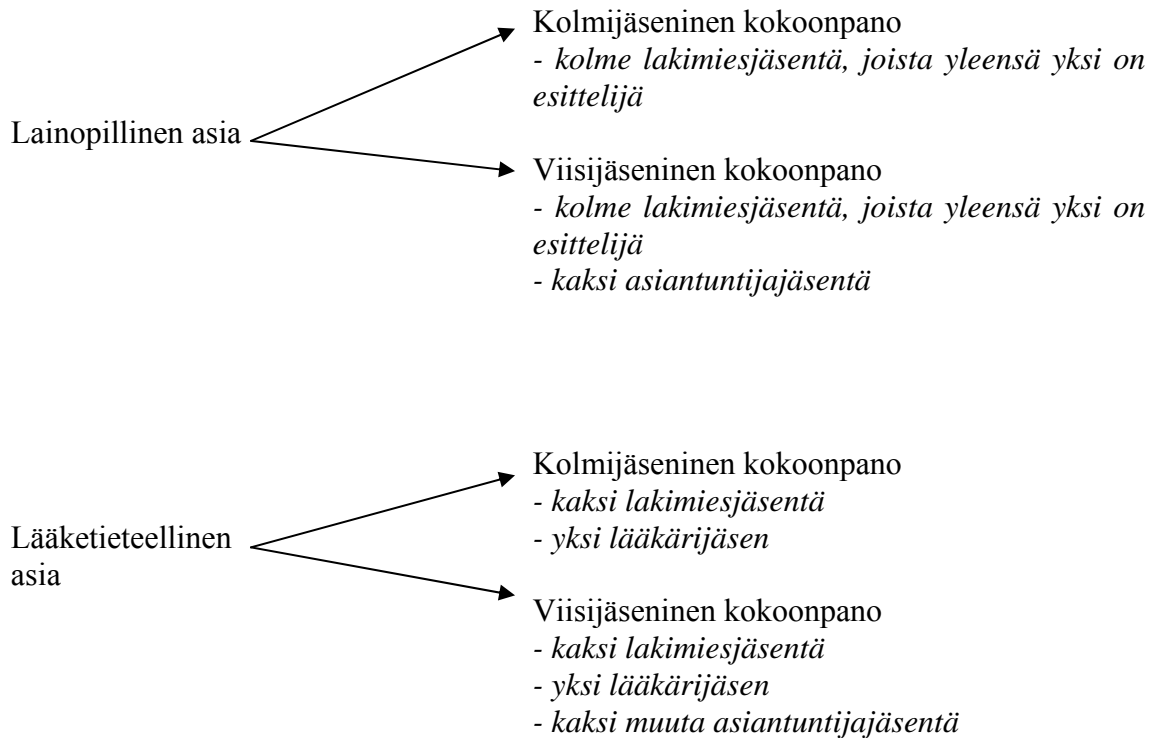 Kolmijäseninen kokoonpano
- kolme lakimiesjäsentä, joista yleensä yksi on
esittelijä
Lainopillinen asia
Viisijäseninen kokoonpano
- kolme lakimiesjäsentä, joista yleensä yksi on
esittelijä
- kaksi asiantuntijajäsentä
Kolmijäseninen kokoonpano
- kaksi lakimiesjäsentä
- yksi lääkärijäsen
Lääketieteellinen
asia
Viisijäseninen kokoonpano
- kaksi lakimiesjäsentä
- yksi lääkärijäsen
- kaksi muuta asiantuntijajäsentä